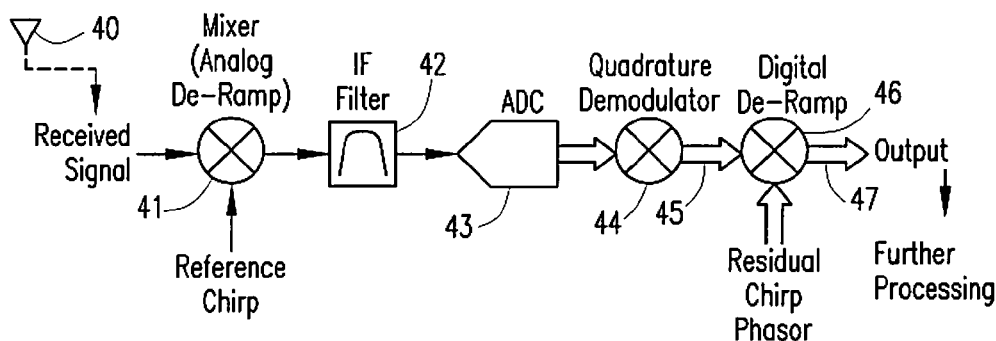 40
Mixer
(Analog
De-Ramp)
IF
Filter
42
ADC
Quadrature
Demodulator
Digital
De-Ramp
46
Received
Signal
Output
41
43
44
45
47
Reference
Chirp
Residual
Chirp
Phasor
Further
Processing